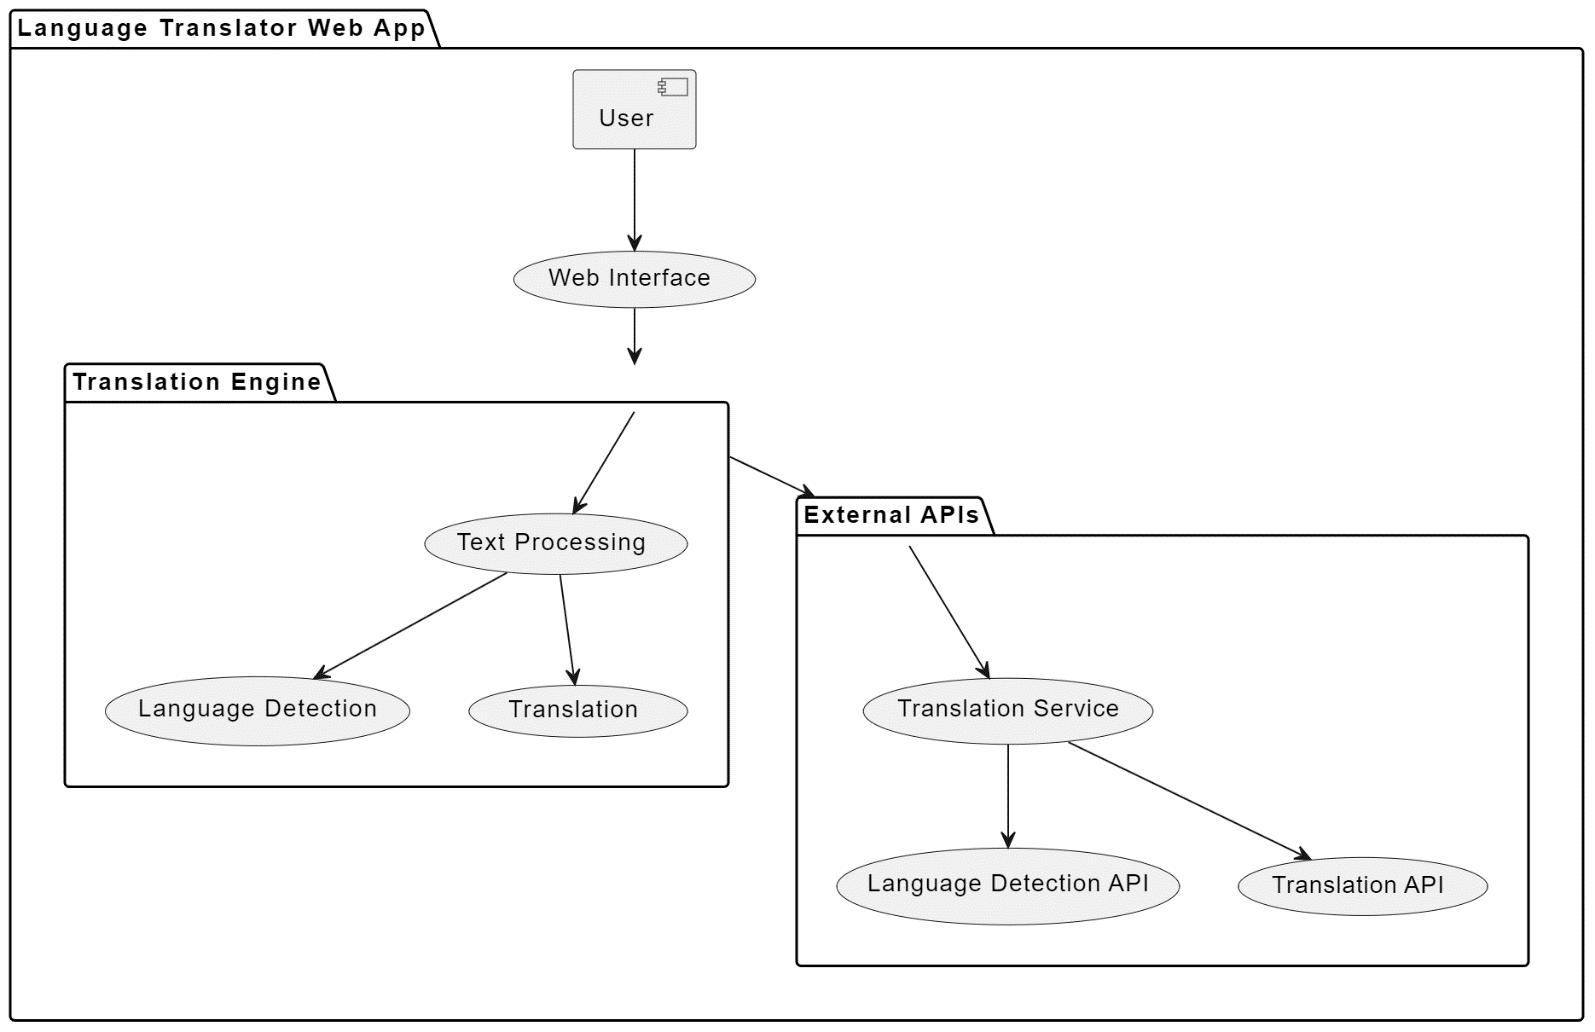 Language Translator Web App
User
Web Interface
Translation Engine
Text Processing
Language Detection
Translation
External APIs
Translation Service
Language Detection API
Translation API